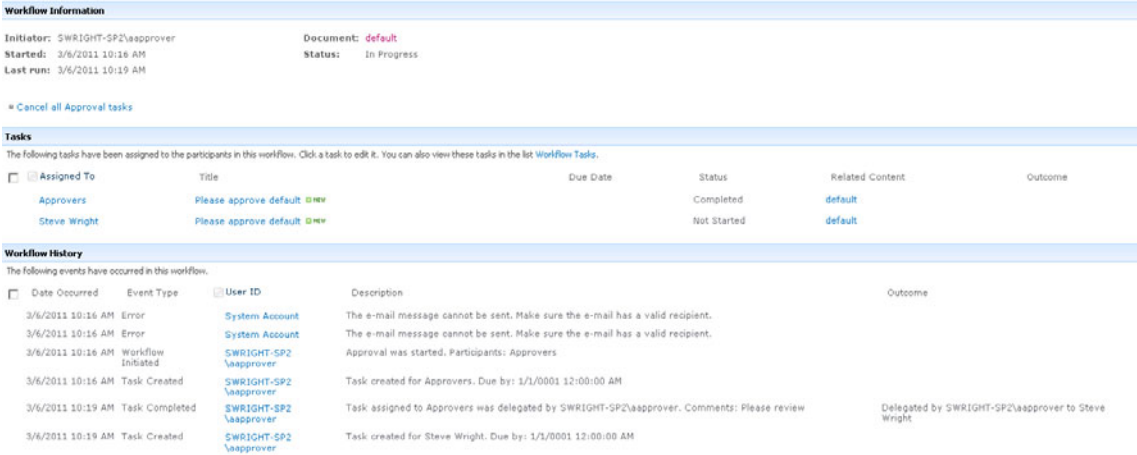 Workflow Information
Initiator: SWRIGHT-SP2\aapprover Document: default
Started: 3/6/2011 10:16 AM Status: In Progress
Last run: 3/6/2011 10:19 AM
Cancel all Approval tasks
Tasks
The following tasks have been assigned to the participants in this workflow. Click a task to edit it. You can also view these tasks in the list Workflow Tasks.
Assigned To Title Due Date Status Related Content Outcome
Approvers Please approve default NEW Completed default
Steve Wright Please approve default NEW Not Started default
Workflow History
The following events have occurred in this workflow.
Date Occurred Event Type User ID Description Outcome
3/6/2011 10:16 AM Error System Account The e-mail message cannot be sent. Make sure the e-mail has a valid recipient.
3/6/2011 10:16 AM Error System Account The e-mail message cannot be sent. Make sure the e-mail has a valid recipient.
3/6/2011 10:16 AM Workflow SWRIGHT-SP2 Approval was started. Participants: Approvers
Initiated \aapprover
3/6/2011 10:16 AM Task Created SWRIGHT-SP2 Task created for Approvers. Due by: 1/1/0001 12:00:00 AM
\aapprover
3/6/2011 10:19 AM Task Completed SWRIGHT-SP2 Task assigned to Approvers was delegated by SWRIGHT-SP2\aapprover. Comments: Please review Delegated by SWRIGHT-SP2\aapprover to Steve
\aapprover Wright
3/6/2011 10:19 AM Task Created SWRIGHT-SP2 Task created for Steve Wright. Due by: 1/1/0001 12:00:00 AM
\aapprover